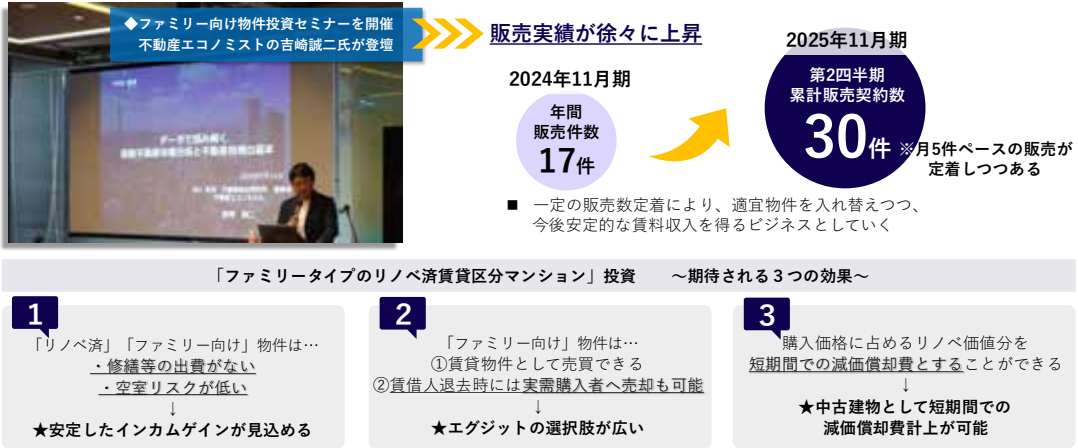 ◆ファミリー向け物件投資セミナーを開催
不動産エコノミストの吉崎誠二氏が登壇
販売実績が徐々に上昇
2024年11月期
年間
販売件数
17件
2025年11月期
第2四半期
累計販売契約数
30件
※月5件ペースの販売が
定着しつつある
■ 一定の販売数定着により、適宜物件を入れ替えつつ、
今後安定的な賃料収入を得るビジネスとしていく
「ファミリータイプのリノベ済賃貸区分マンション」投資 ～期待される３つの効果～
1
「リノベ済」「ファミリー向け」物件は…
・修繕等の出費がない
・空室リスクが低い
↓
★安定したインカムゲインが見込める
2
「ファミリー向け」物件は…
①賃貸物件として売買できる
②賃借人退去時には実需購入者へ売却も可能
↓
★エグジットの選択肢が広い
3
購入価格に占めるリノベ価値分を
短期間での減価償却費とすることができる
↓
★中古建物として短期間での
減価償却費計上が可能